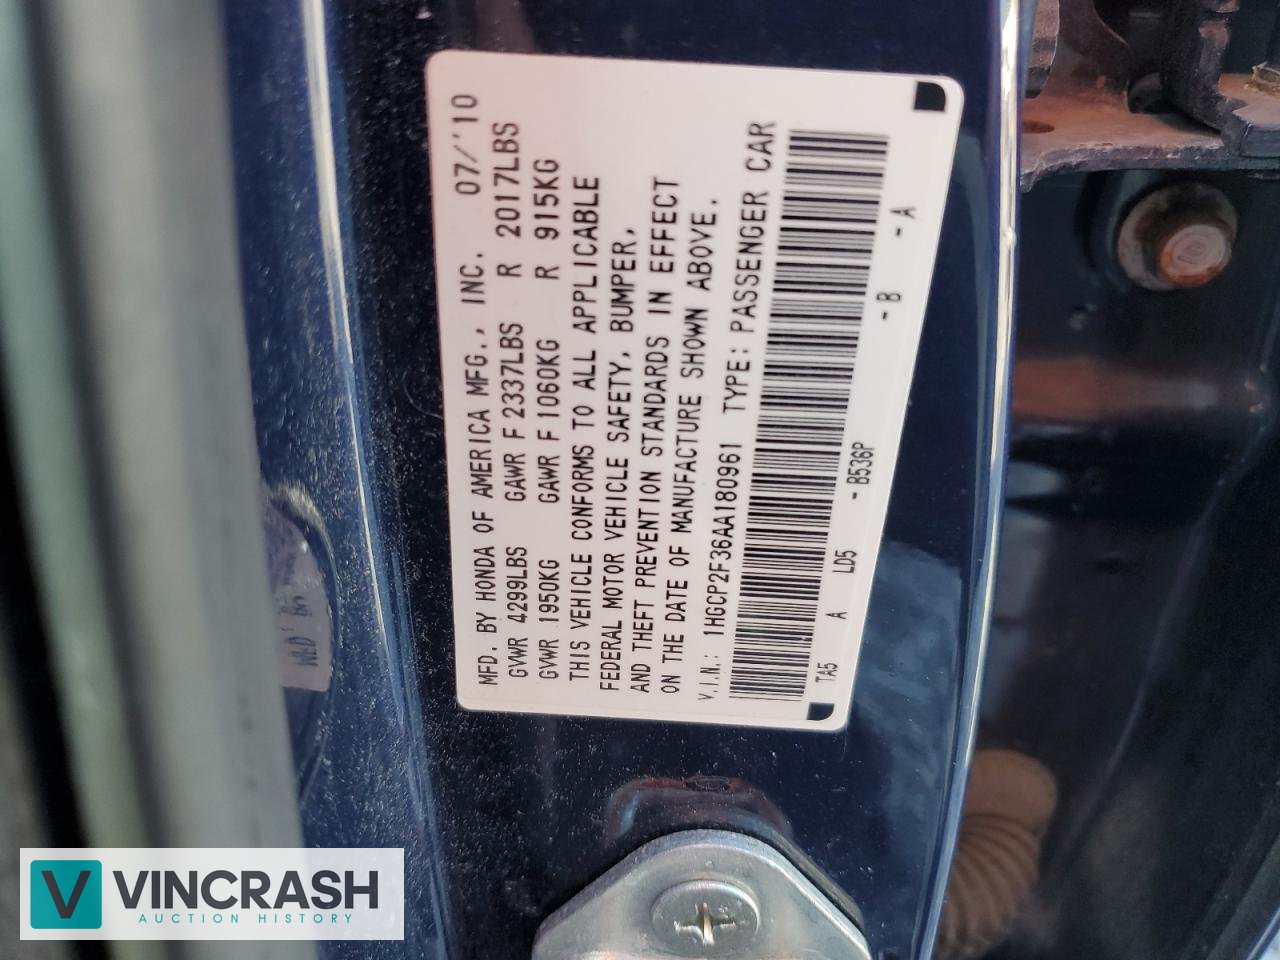 MFD. BY HONDA OF AMERICA MFG., INC. 07/'10
GVWR 4299LBS GAWR F 2337LBS R 2017LBS
GVWR 1950KG GAWR F 1060KG R 915KG
THIS VEHICLE CONFORMS TO ALL APPLICABLE
FEDERAL MOTOR VEHICLE SAFETY, BUMPER,
AND THEFT PREVENTION STANDARDS IN EFFECT
ON THE DATE OF MANUFACTURE SHOWN ABOVE.
V.I.N.: 1HGCP2F36AA180961 TYPE: PASSENGER CAR
TA5 A LD5 - B536P - B - A
V VINCRASH
AUCTION HISTORY